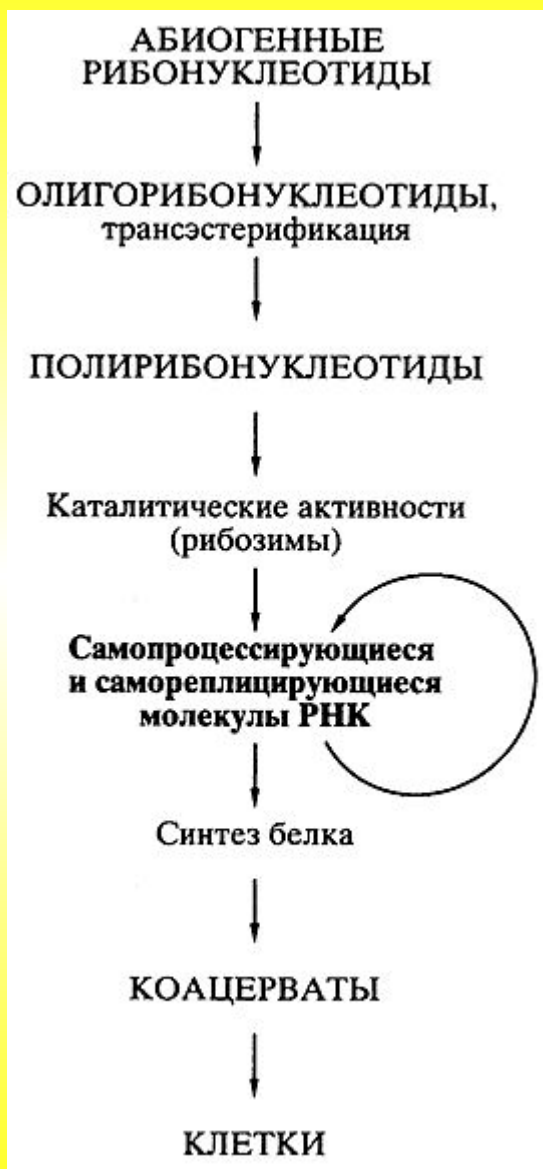 АБИОГЕННЫЕ
РИБОНУКЛЕОТИДЫ
ОЛИГОРИБОНУКЛЕОТИДЫ,
трансэстерификация
ПОЛИРИБОНУКЛЕОТИДЫ
Каталитические активности
(рибозимы)
Самопроцессирующиеся
и самореплицирующиеся
молекулы РНК
Синтез белка
КОАЦЕРВАТЫ
КЛЕТКИ